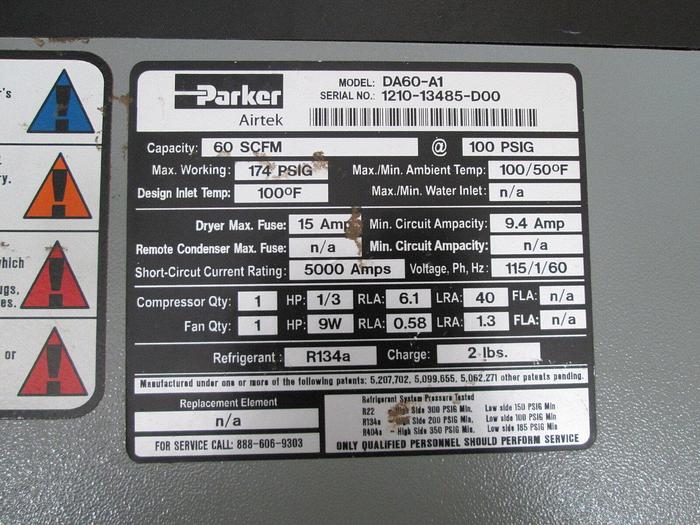 's
.
y.
which
ugs,
es.
or
Parker
Airtek
MODEL: DA60-A1
SERIAL NO.: 1210-13485-D00
Capacity: 60 SCFM @ 100 PSIG
Max. Working: 174 PSIG Max./Min. Ambient Temp: 100/50ºF
Design Inlet Temp: 100ºF Max./Min. Water Inlet: n/a
Dryer Max. Fuse: 15 Amp Min. Circuit Ampacity: 9.4 Amp
Remote Condenser Max. Fuse: n/a Min. Circuit Ampacity: n/a
Short-Circut Current Rating: 5000 Amps Voltage, Ph, Hz: 115/1/60
Compressor Qty: 1 HP: 1/3 RLA: 6.1 LRA: 40 FLA: n/a
Fan Qty: 1 HP: 9W RLA: 0.58 LRA: 1.3 FLA: n/a
Refrigerant: R134a Charge: 2 lbs.
Manufactured under one or more of the following patents: 5,207,702, 5,099,655, 5,062,271 other patents pending.
Replacement Element
n/a
FOR SERVICE CALL: 888-606-9303
Refrigerant System Pressure Tested
R22 High Side 300 PSIG Min, Low side 150 PSIG Min
R134a High Side 200 PSIG Min, Low side 100 PSIG Min
R404a - High Side 350 PSIG Min, Low side 185 PSIG Min
ONLY QUALIFIED PERSONNEL SHOULD PERFORM SERVICE